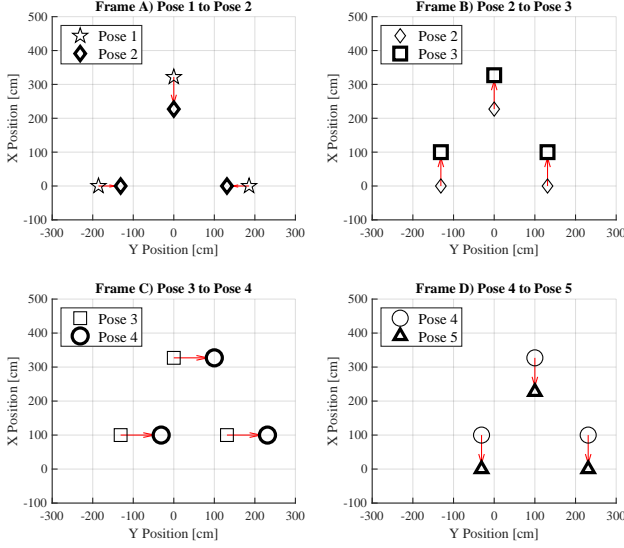 Frame A) Pose 1 to Pose 2
500
400
300
200
100
0
-100
X Position [cm]
Pose 1
Pose 2
-300 -200 -100 0 100 200 300
Y Position [cm]
Frame B) Pose 2 to Pose 3
500
400
300
200
100
0
-100
X Position [cm]
Pose 2
Pose 3
-300 -200 -100 0 100 200 300
Y Position [cm]
Frame C) Pose 3 to Pose 4
500
400
300
200
100
0
-100
X Position [cm]
Pose 3
Pose 4
-300 -200 -100 0 100 200 300
Y Position [cm]
Frame D) Pose 4 to Pose 5
500
400
300
200
100
0
-100
X Position [cm]
Pose 4
Pose 5
-300 -200 -100 0 100 200 300
Y Position [cm]